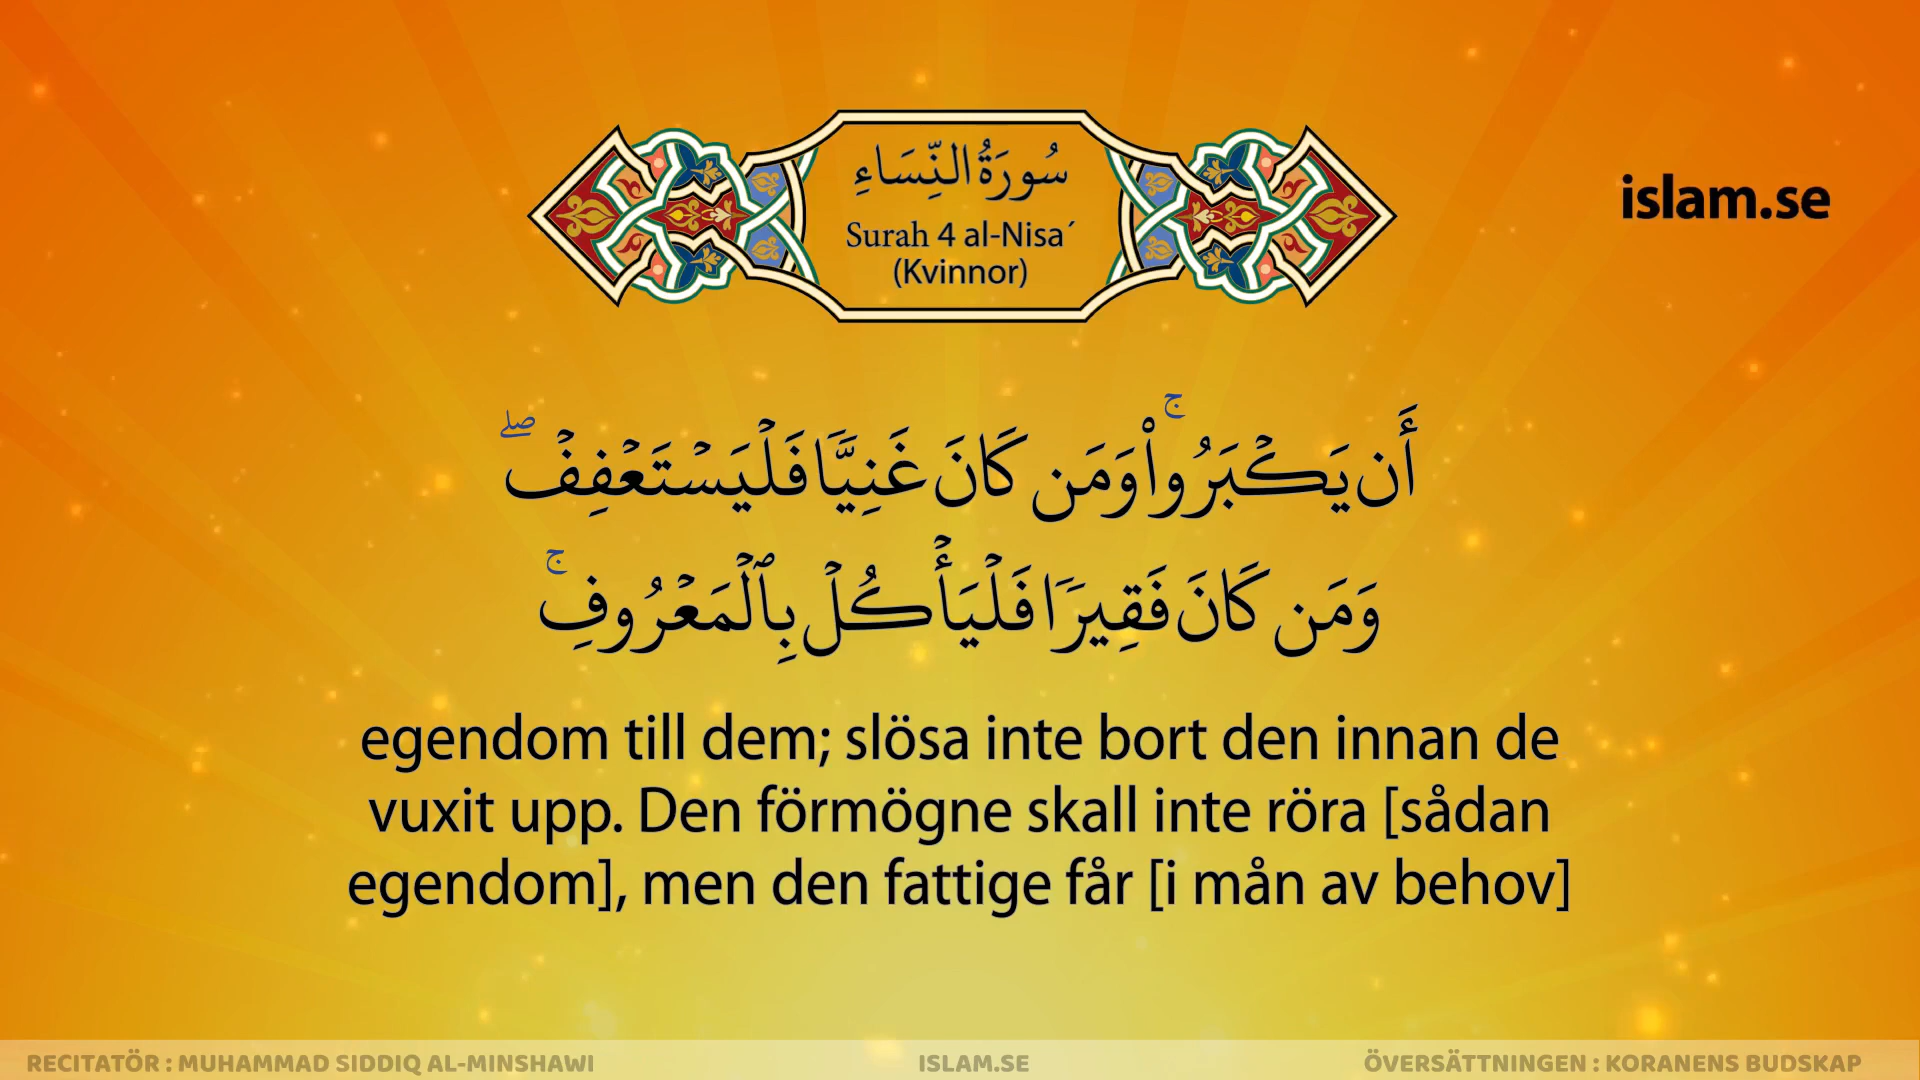 سُورَةُ النِّسَاءِ
Surah 4 al-Nisa´
(Kvinnor)
islam.se
أَن يَكۡبَرُواْۚ وَمَن كَانَ غَنِيّٗا فَلۡيَسۡتَعۡفِفۡۖ
وَمَن كَانَ فَقِيرٗا فَلۡيَأۡكُلۡ بِٱلۡمَعۡرُوفِۚ
egendom till dem; slösa inte bort den innan de
vuxit upp. Den förmögne skall inte röra [sådan
egendom], men den fattige får [i mån av behov]
RECITATÖR : MUHAMMAD SIDDIQ AL-MINSHAWI
ISLAM.SE
ÖVERSÄTTNINGEN : KORANENS BUDSKAP